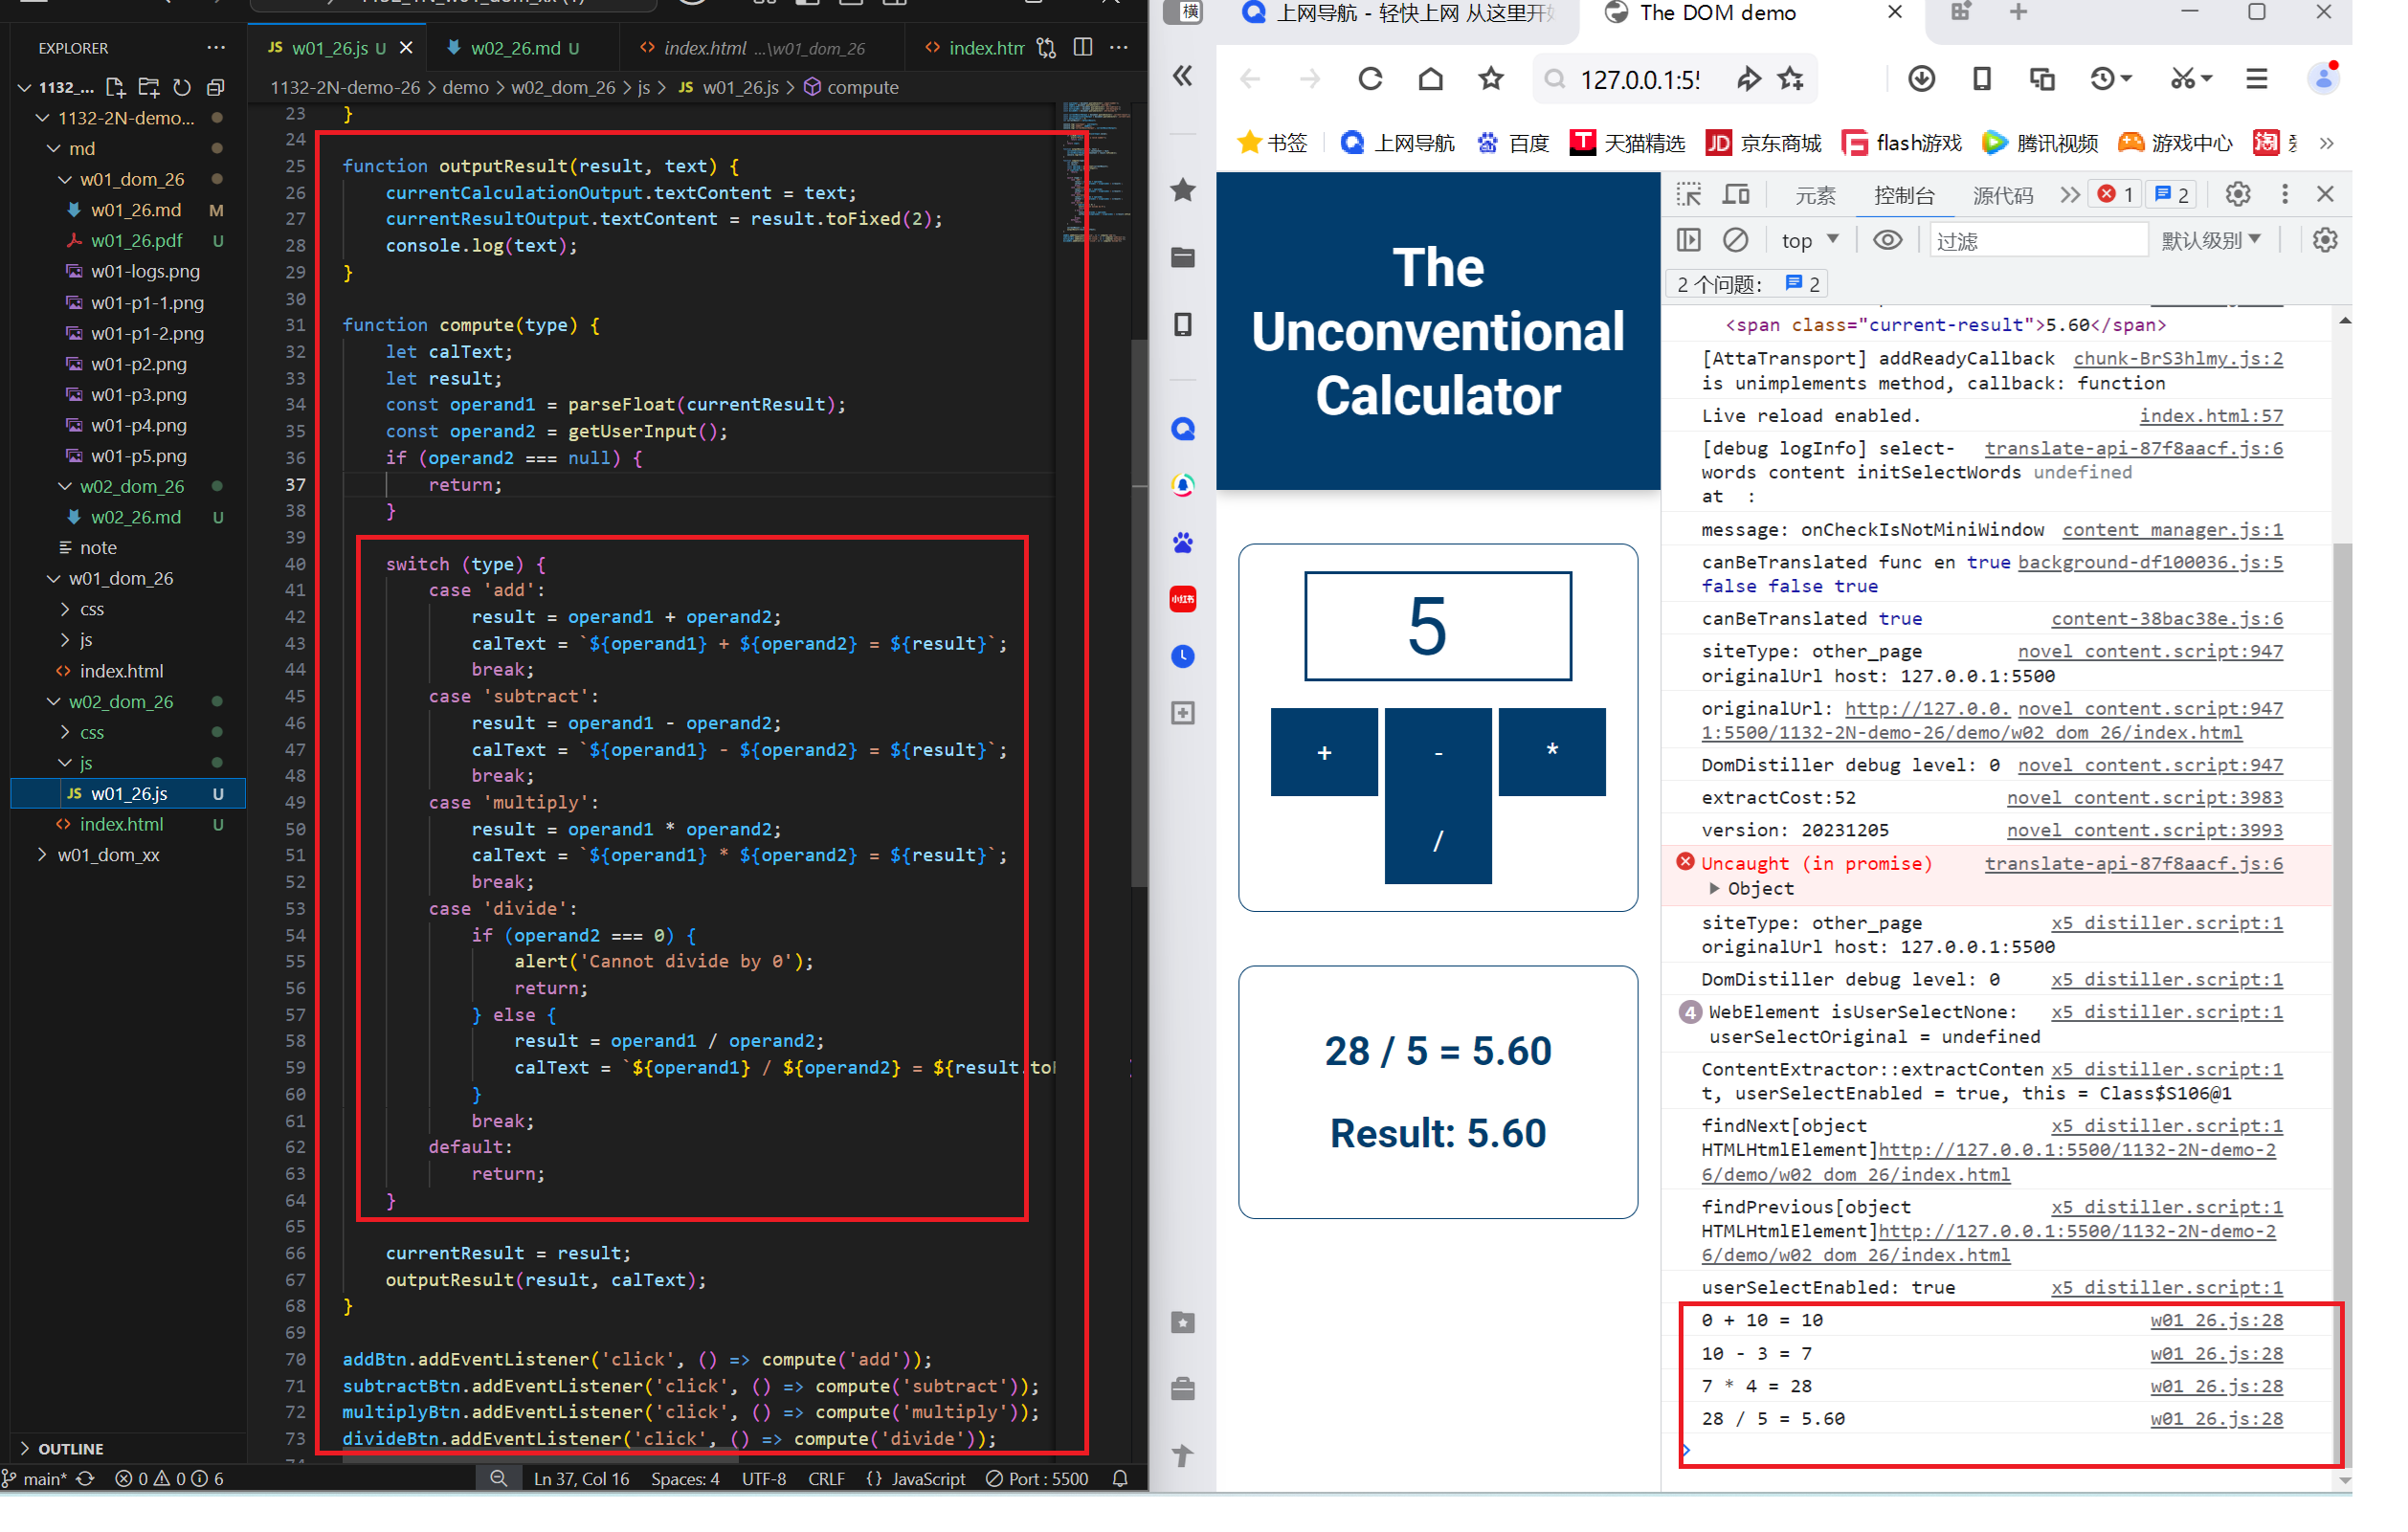 EXPLORER
1132_...
1132-2N-demo...
md
w01_dom_26
w01_26.md M
w01_26.pdf U
w01-logs.png
w01-p1-1.png
w01-p1-2.png
w01-p2.png
w01-p3.png
w01-p4.png
w01-p5.png
w02_dom_26
w02_26.md U
note
w01_dom_26
css
js
index.html
w02_dom_26
css
js
JS w01_26.js U
index.html U
w01_dom_xx
OUTLINE
JS w01_26.js U
w02_26.md U
index.html ...\w01_dom_26
index.htm
1132-2N-demo-26 > demo > w02_dom_26 > js > JS w01_26.js > compute
23 }
24
25 function outputResult(result, text) {
26 currentCalculationOutput.textContent = text;
27 currentResultOutput.textContent = result.toFixed(2);
28 console.log(text);
29 }
30
31 function compute(type) {
32 let calText;
33 let result;
34 const operand1 = parseFloat(currentResult);
35 const operand2 = getUserInput();
36 if (operand2 === null) {
37 return;
38 }
39
40 switch (type) {
41 case 'add':
42 result = operand1 + operand2;
43 calText = `${operand1} + ${operand2} = ${result}`;
44 break;
45 case 'subtract':
46 result = operand1 - operand2;
47 calText = `${operand1} - ${operand2} = ${result}`;
48 break;
49 case 'multiply':
50 result = operand1 * operand2;
51 calText = `${operand1} * ${operand2} = ${result}`;
52 break;
53 case 'divide':
54 if (operand2 === 0) {
55 alert('Cannot divide by 0');
56 return;
57 } else {
58 result = operand1 / operand2;
59 calText = `${operand1} / ${operand2} = ${result.toF
60 }
61 break;
62 default:
63 return;
64 }
65
66 currentResult = result;
67 outputResult(result, calText);
68 }
69
70 addBtn.addEventListener('click', () => compute('add'));
71 subtractBtn.addEventListener('click', () => compute('subtract'));
72 multiplyBtn.addEventListener('click', () => compute('multiply'));
73 divideBtn.addEventListener('click', () => compute('divide'));
main* 0 0 6
Ln 37, Col 16 Spaces: 4 UTF-8 CRLF {} JavaScript Port : 5500
横
上网导航 - 轻快上网 从这里开始
The DOM demo
127.0.0.1:55
书签 上网导航 百度 天猫精选 京东商城 flash游戏 腾讯视频 游戏中心
小红书
The
Unconventional
Calculator
5
+ - *
/
28 / 5 = 5.60
Result: 5.60
元素 控制台 源代码 1 2
top 过滤 默认级别
2 个问题: 2
<span class="current-result">5.60</span>
[AttaTransport] addReadyCallback chunk-BrS3hlmy.js:2
is unimplements method, callback: function
Live reload enabled. index.html:57
[debug logInfo] select- translate-api-87f8aacf.js:6
words content initSelectWords undefined
at :
message: onCheckIsNotMiniWindow content_manager.js:1
canBeTranslated func en true background-df100036.js:5
false false true
canBeTranslated true content-38bac38e.js:6
siteType: other_page novel_content.script:947
originalUrl host: 127.0.0.1:5500
originalUrl: http://127.0.0. novel_content.script:947
1:5500/1132-2N-demo-26/demo/w02_dom_26/index.html
DomDistiller debug level: 0 novel_content.script:947
extractCost:52 novel_content.script:3983
version: 20231205 novel_content.script:3993
Uncaught (in promise) translate-api-87f8aacf.js:6
Object
siteType: other_page x5_distiller.script:1
originalUrl host: 127.0.0.1:5500
DomDistiller debug level: 0 x5_distiller.script:1
4 WebElement isUserSelectNone: x5_distiller.script:1
userSelectOriginal = undefined
ContentExtractor::extractConten x5_distiller.script:1
t, userSelectEnabled = true, this = Class$S106@1
findNext[object x5_distiller.script:1
HTMLHtmlElement]http://127.0.0.1:5500/1132-2N-demo-2
6/demo/w02_dom_26/index.html
findPrevious[object x5_distiller.script:1
HTMLHtmlElement]http://127.0.0.1:5500/1132-2N-demo-2
6/demo/w02_dom_26/index.html
userSelectEnabled: true x5_distiller.script:1
0 + 10 = 10 w01_26.js:28
10 - 3 = 7 w01_26.js:28
7 * 4 = 28 w01_26.js:28
28 / 5 = 5.60 w01_26.js:28